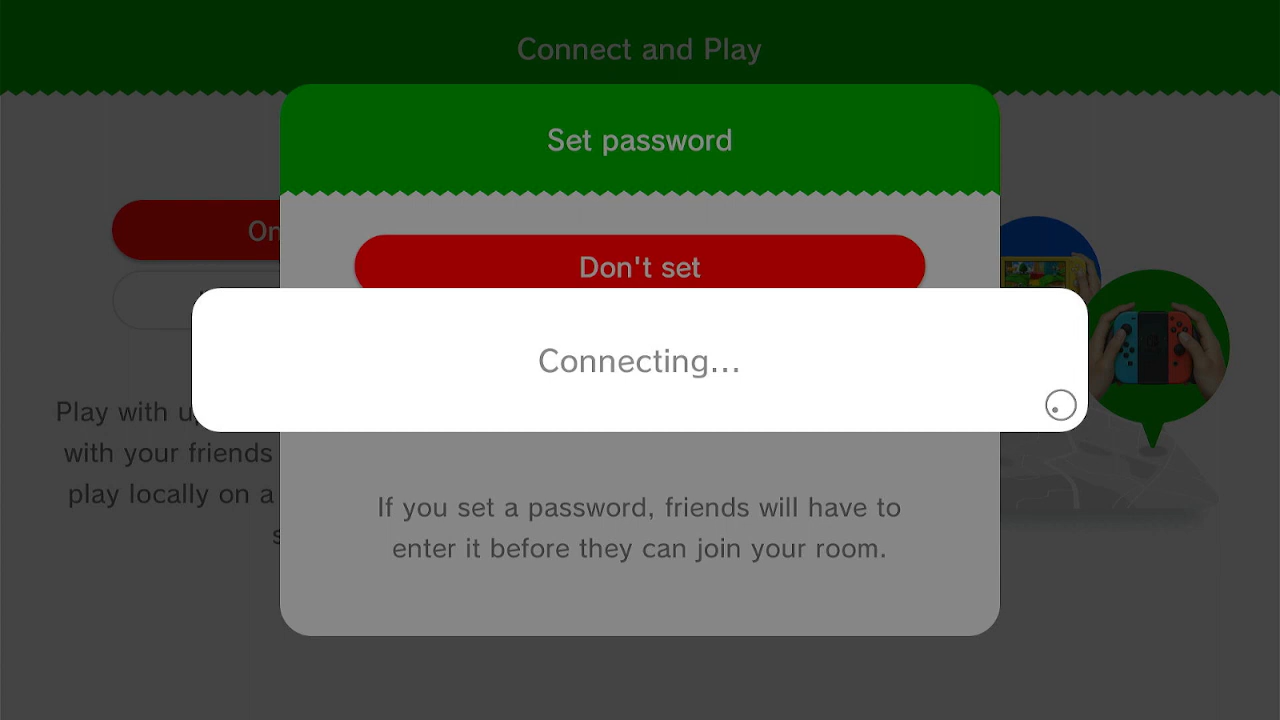 Connect and Play
Set password
Don't set
Connecting...
Play with
with your friends
play locally on a
If you set a password, friends will have to
enter it before they can join your room.